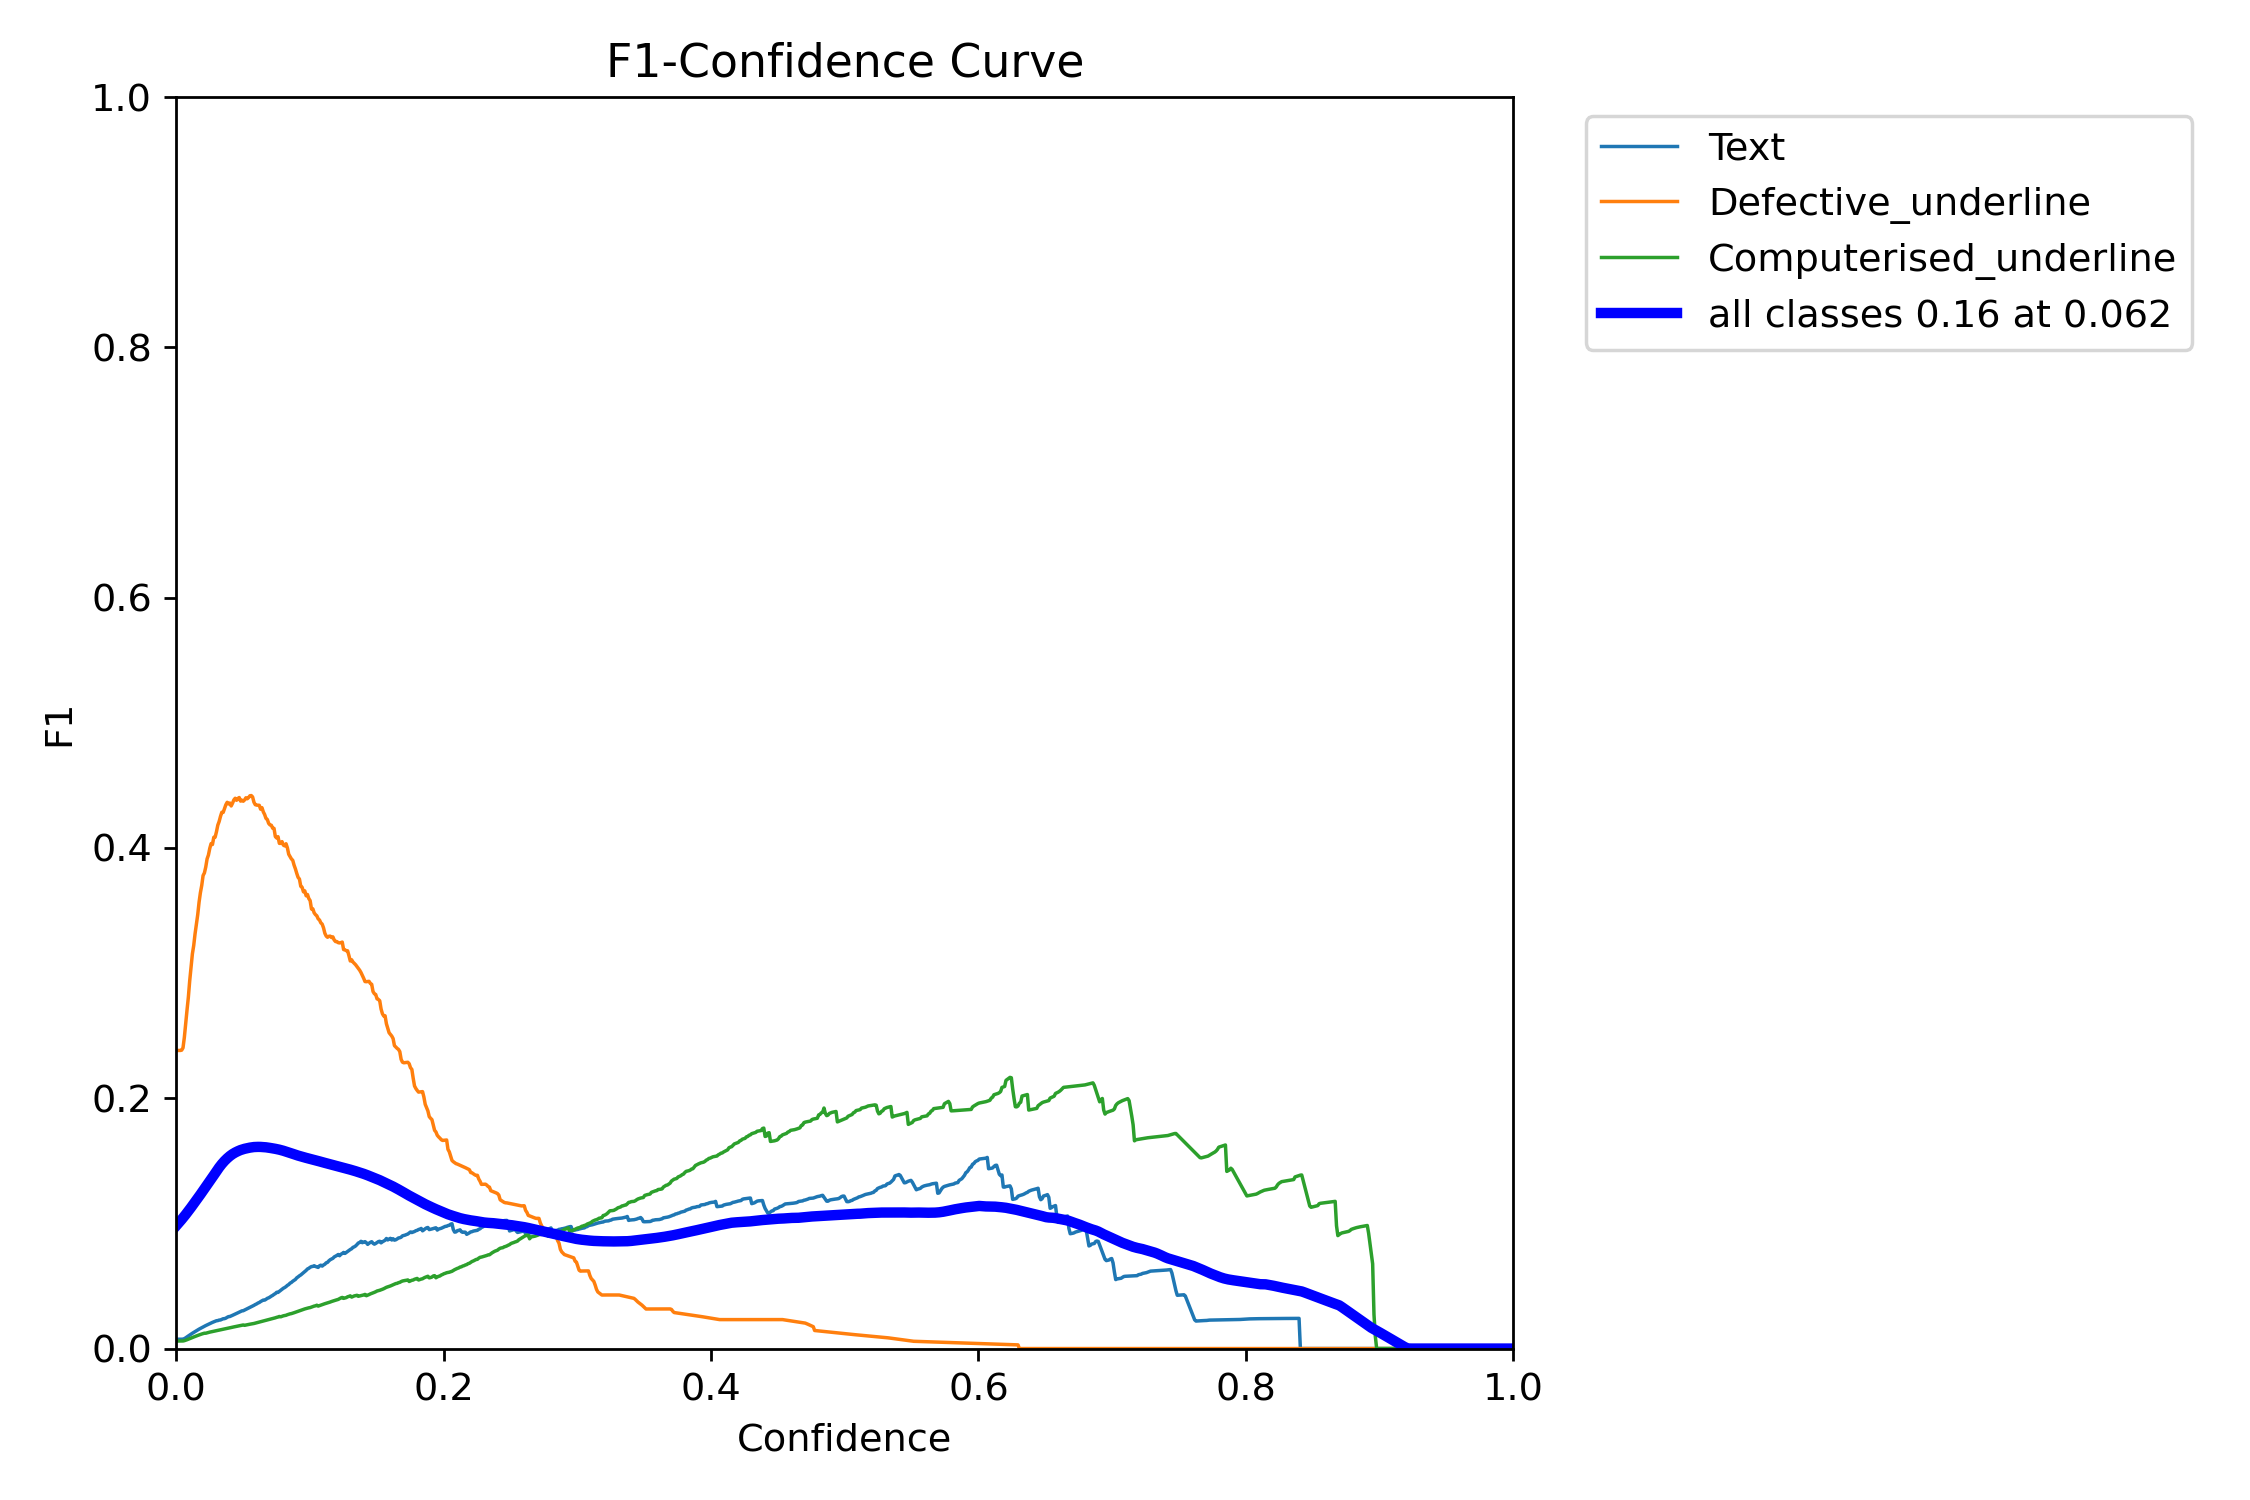 F1-Confidence Curve
1.0
0.8
0.6
0.4
0.2
0.0
F1
0.0 0.2 0.4 0.6 0.8 1.0
Confidence
Text
Defective_underline
Computerised_underline
all classes 0.16 at 0.062